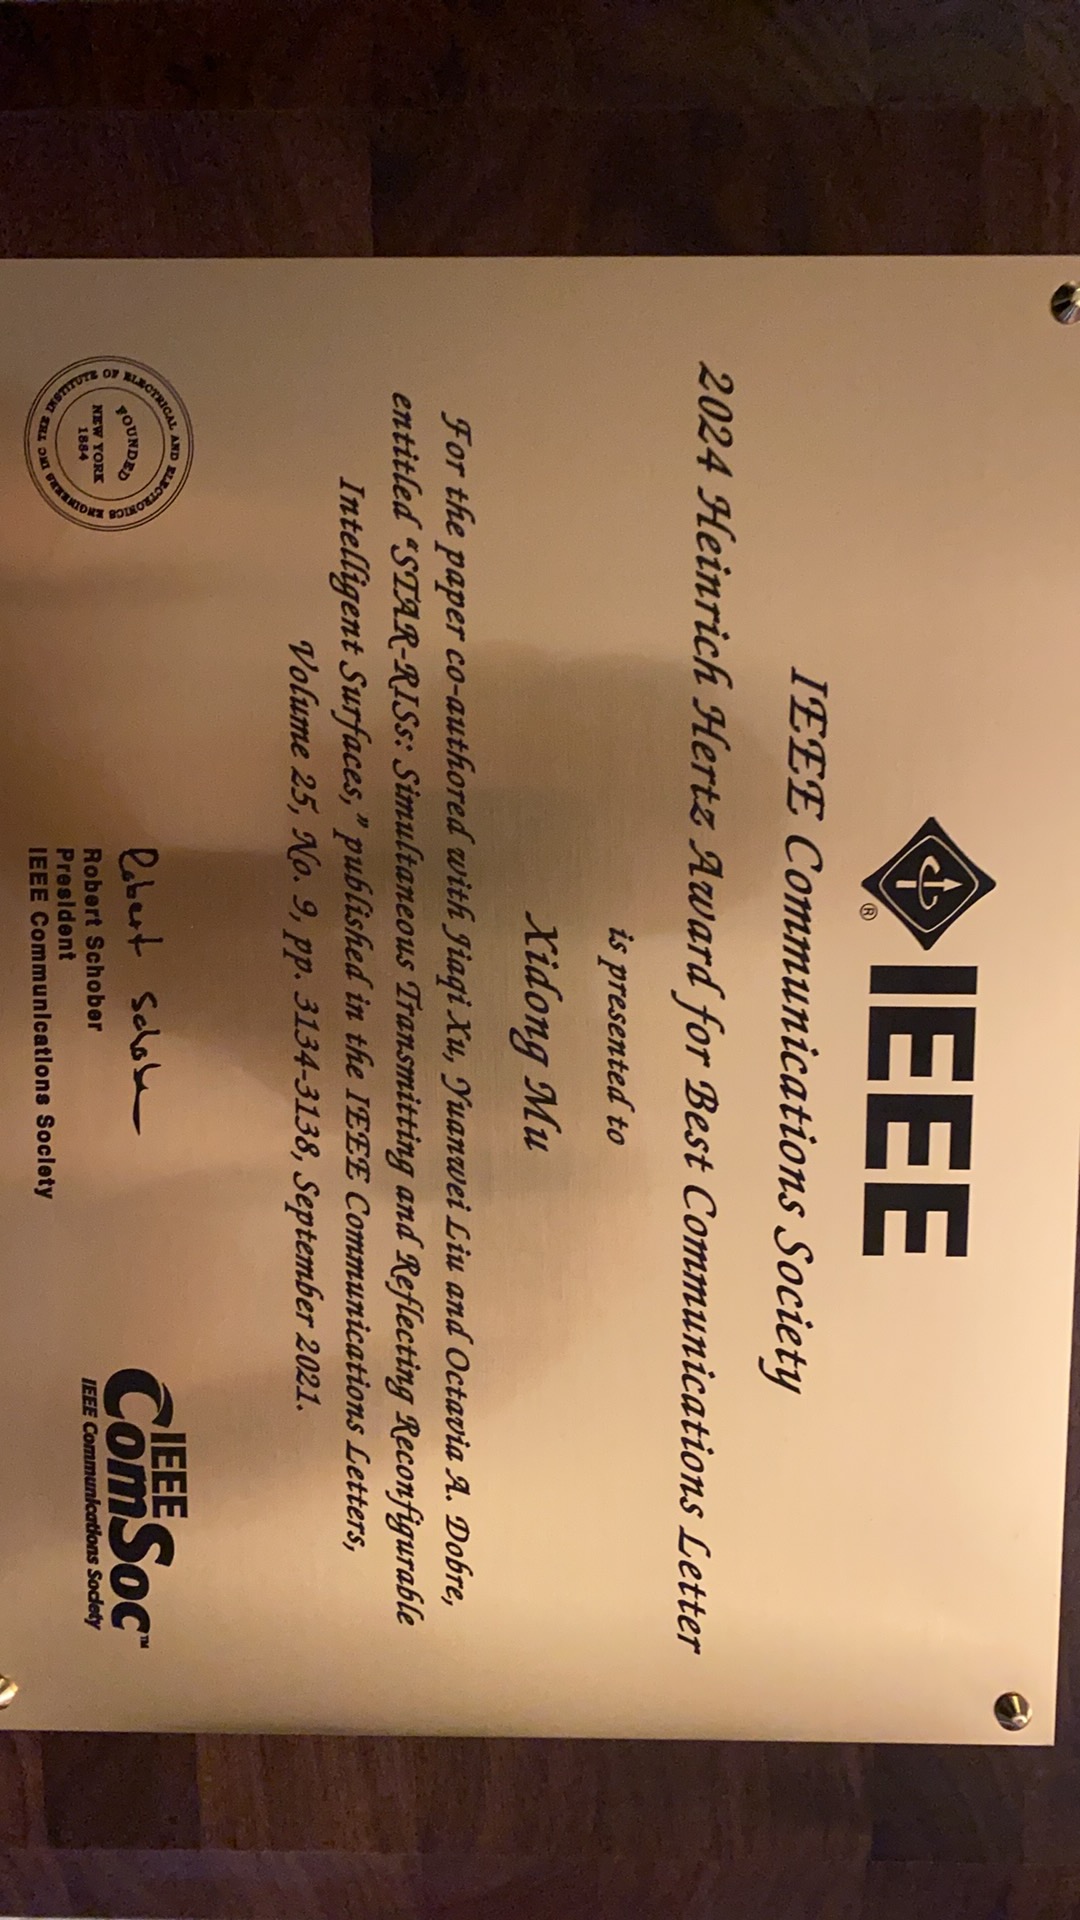 IEEE
IEEE Communications Society
2024 Heinrich Hertz Award for Best Communications Letter
is presented to
Xidong Mu
For the paper co-authored with Jiaqi Xu, Yuanwei Liu and Octavia A. Dobre,
entitled “STAR-RISs: Simultaneous Transmitting and Reflecting Reconfigurable
Intelligent Surfaces,” published in the IEEE Communications Letters,
Volume 25, No. 9, pp. 3134-3138, September 2021.
THE INSTITUTE OF ELECTRICAL AND ELECTRONICS ENGINEERS INC
FOUNDED
NEW YORK
1884
Robert Schober
Robert Schober
President
IEEE Communications Society
IEEE
ComSoc™
IEEE Communications Society